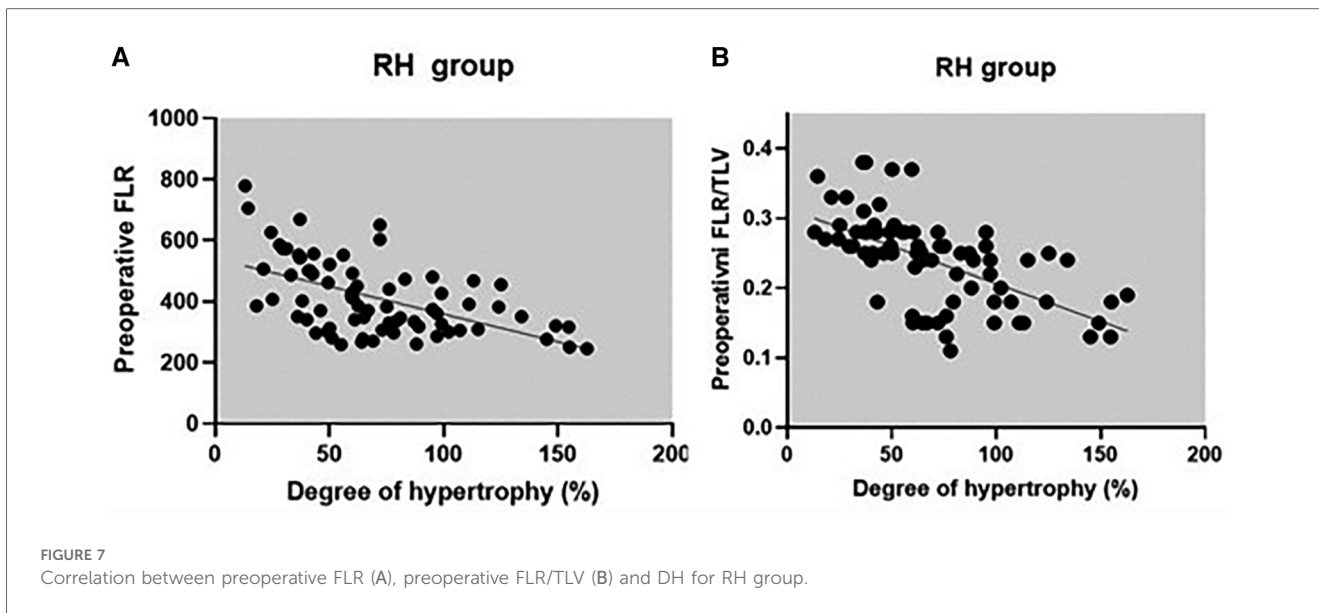 A
RH group
Preoperative FLR
1000
800
600
400
200
0
0 50 100 150 200
Degree of hypertrophy (%)
B
RH group
Preoperativni FLR/TLV
0.4
0.3
0.2
0.1
0.0
0 50 100 150 200
Degree of hypertrophy (%)
FIGURE 7
Correlation between preoperative FLR (A), preoperative FLR/TLV (B) and DH for RH group.